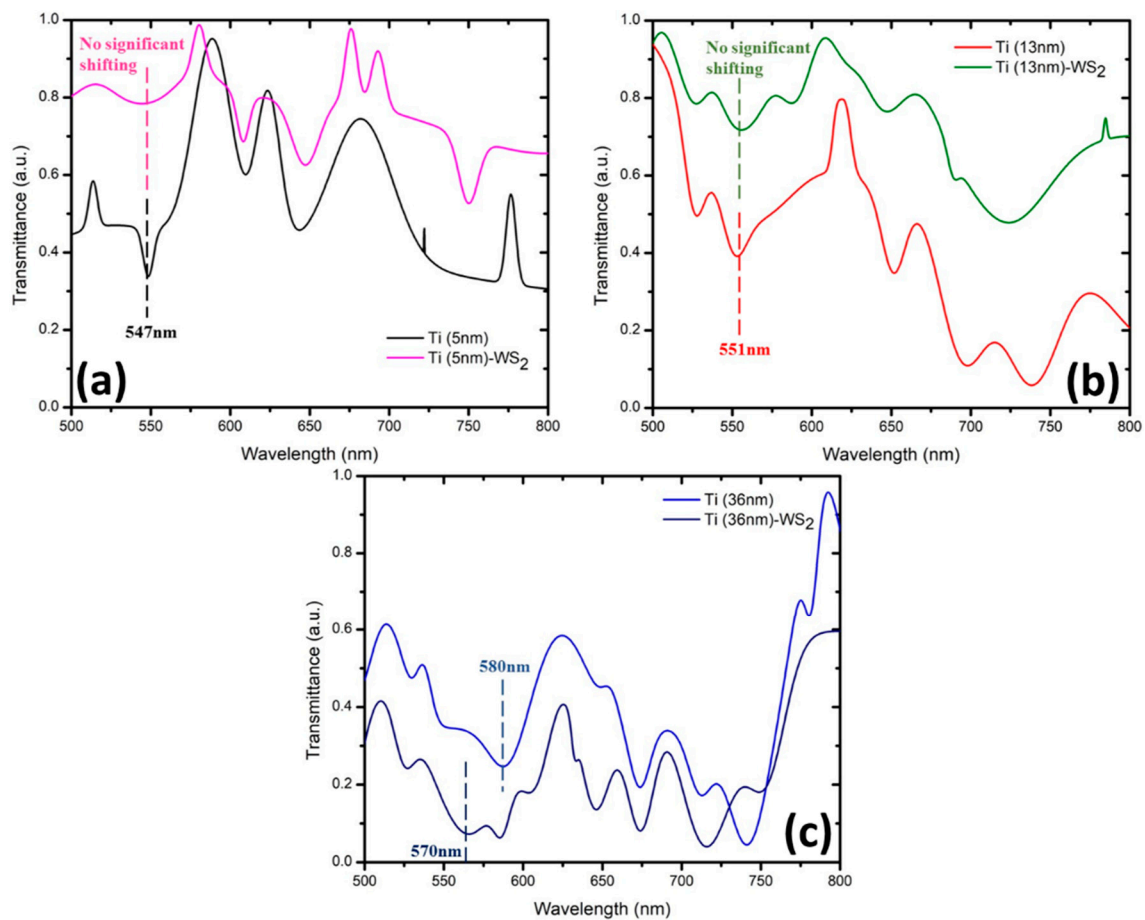 1.0
0.8
0.6
0.4
0.2
0.0
500
550
600
650
700
750
800
Transmittance (a.u.)
Wavelength (nm)
No significant
shifting
547nm
Ti (5nm)
Ti (5nm)-WS2
(a)
1.0
0.8
0.6
0.4
0.2
0.0
500
550
600
650
700
750
800
Transmittance (a.u.)
Wavelength (nm)
No significant
shifting
551nm
Ti (13nm)
Ti (13nm)-WS2
(b)
1.0
0.8
0.6
0.4
0.2
0.0
500
550
600
650
700
750
800
Transmittance (a.u.)
Wavelength (nm)
Ti (36nm)
Ti (36nm)-WS2
580nm
570nm
(c)